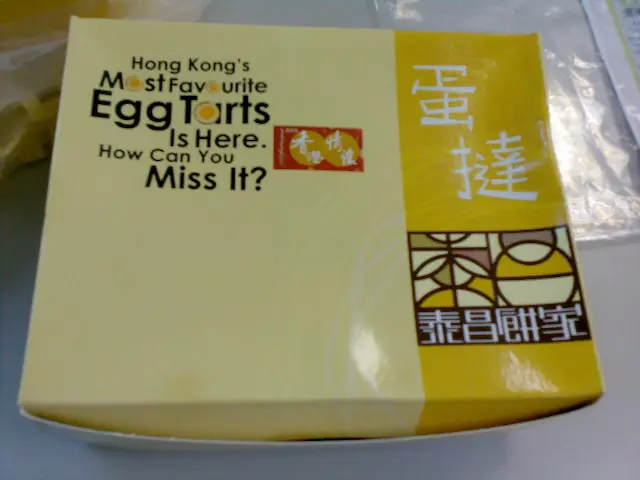 Hong Kong's
Most Favourite
Egg Tarts
Is Here.
How Can You
Miss It?
香港情懷
蛋撻
泰昌餅家